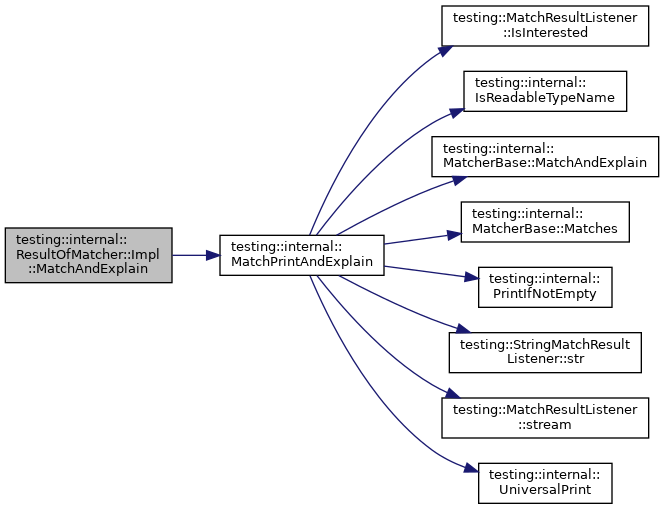 testing::internal::
ResultOfMatcher::Impl
::MatchAndExplain
testing::internal::
MatchPrintAndExplain
testing::MatchResultListener
::IsInterested
testing::internal::
IsReadableTypeName
testing::internal::
MatcherBase::MatchAndExplain
testing::internal::
MatcherBase::Matches
testing::internal::
PrintIfNotEmpty
testing::StringMatchResult
Listener::str
testing::MatchResultListener
::stream
testing::internal::
UniversalPrint